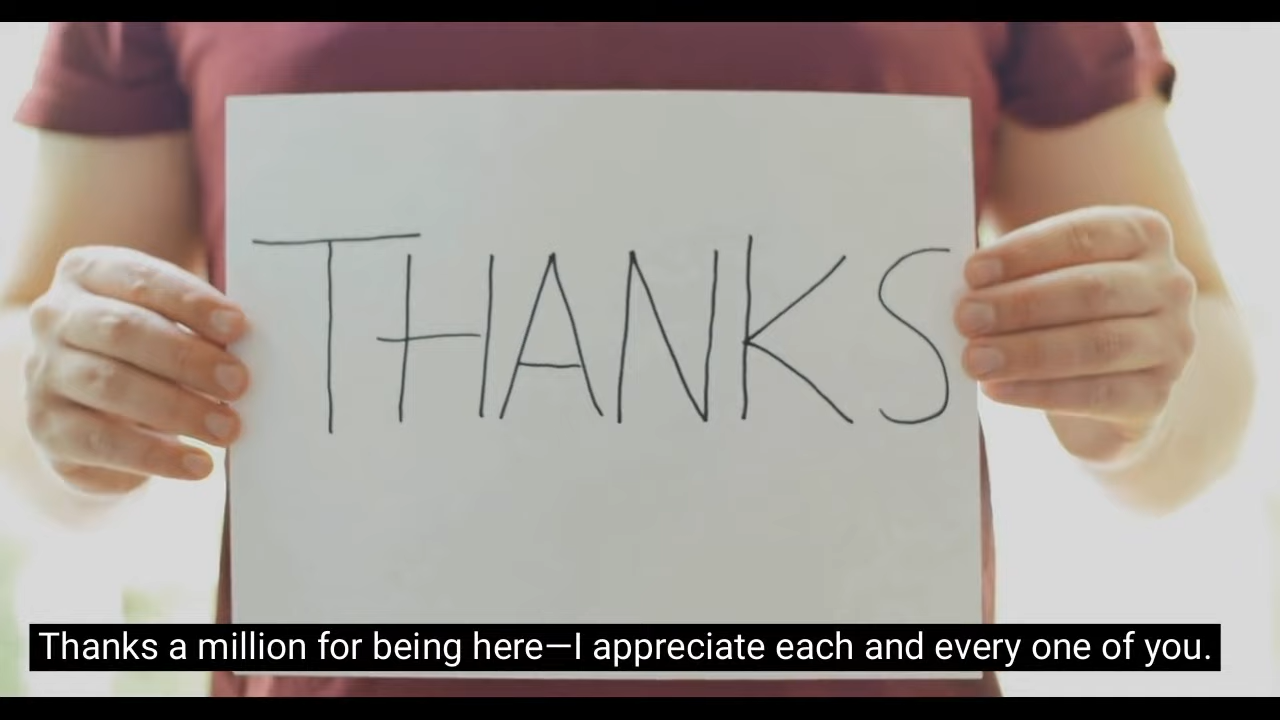 THANKS
Thanks a million for being here—I appreciate each and every one of you.